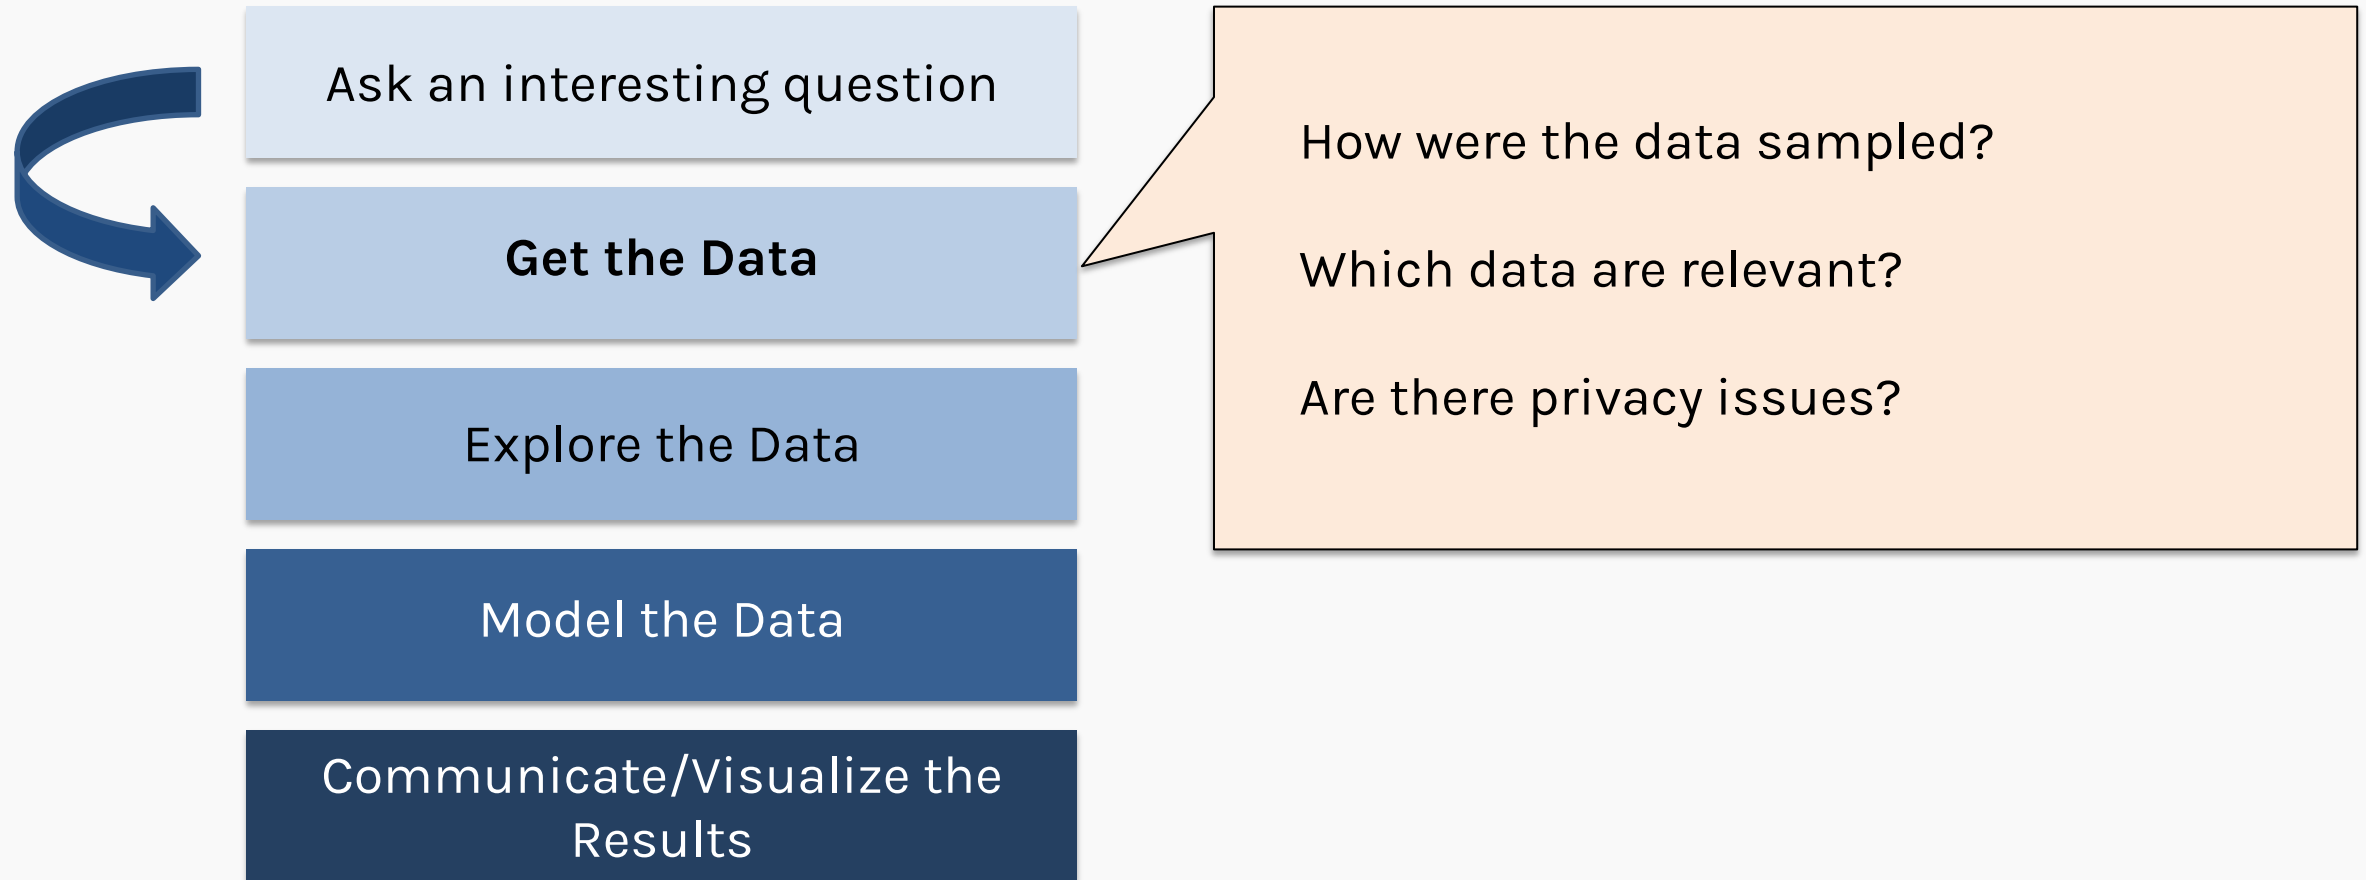 Ask an interesting question
Get the Data
Explore the Data
Model the Data
Communicate/Visualize the
Results
How were the data sampled?
Which data are relevant?
Are there privacy issues?